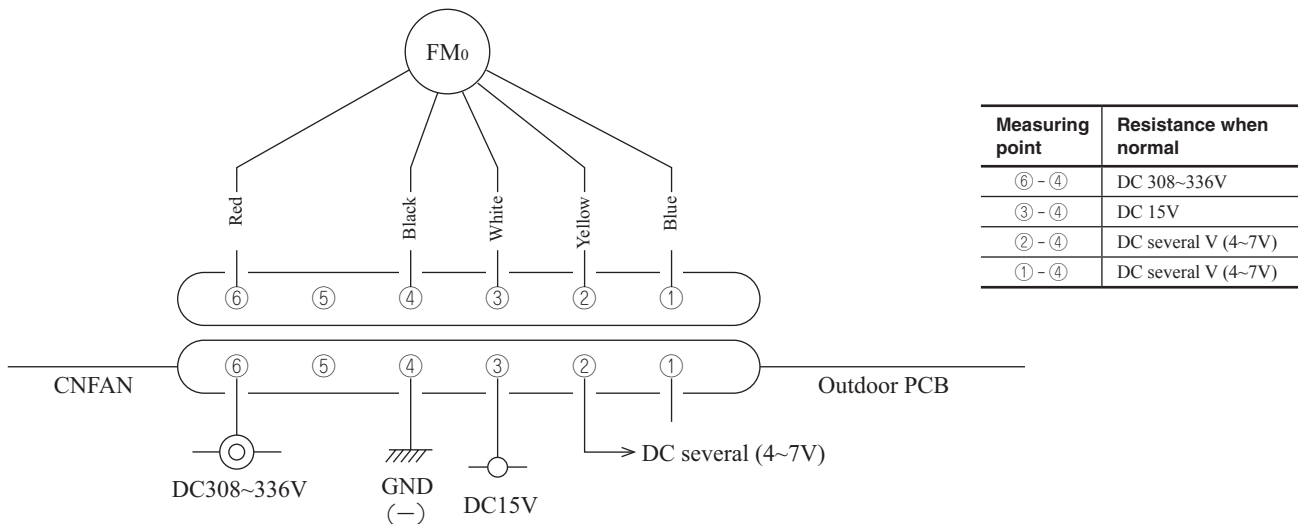 FM0
Red
Black
White
Yellow
Blue
⑥ ⑤ ④ ③ ② ①
⑥ ⑤ ④ ③ ② ①
CNFAN
Outdoor PCB
DC308~336V
GND
(—)
DC15V
DC several (4~7V)
Measuring point
Resistance when normal
⑥ - ④ DC 308~336V
③ - ④ DC 15V
② - ④ DC several V (4~7V)
① - ④ DC several V (4~7V)